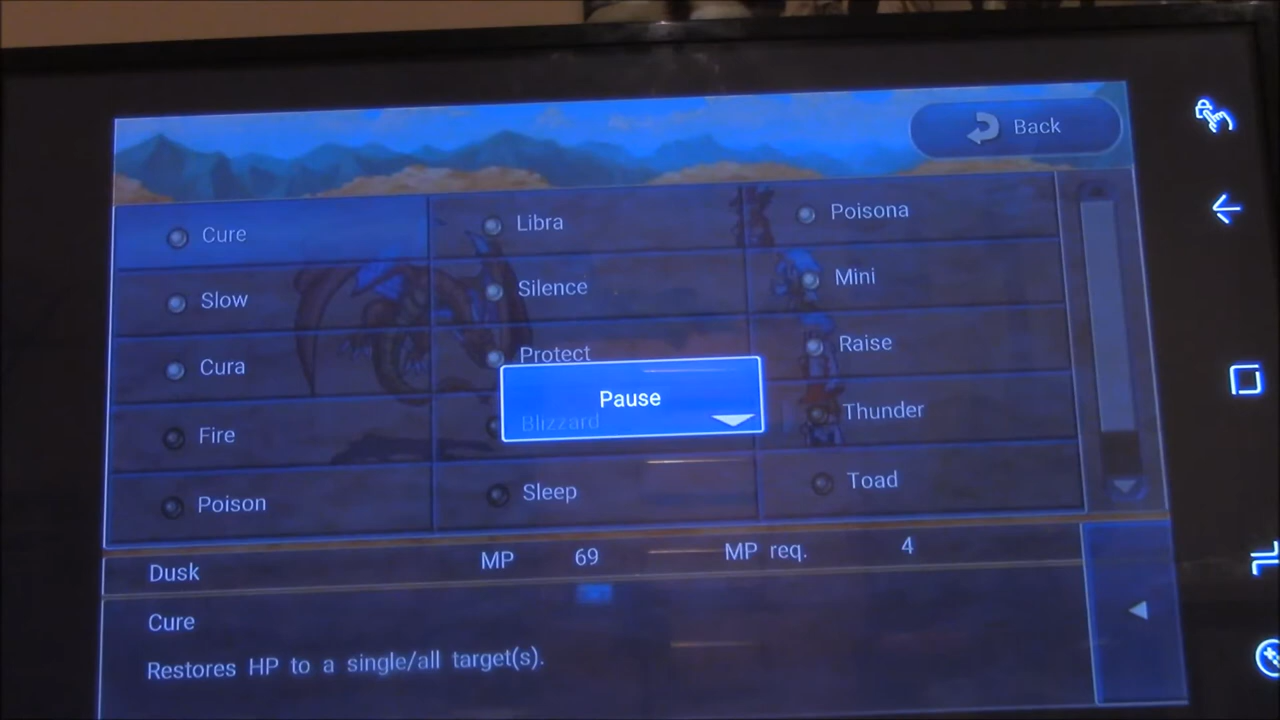 Back
Cure Libra Poisona
Slow Silence Mini
Cura Protect Raise
Pause
Fire Blizzard Thunder
Poison Sleep Toad
Dusk MP 69 MP req. 4
Cure
Restores HP to a single/all target(s).